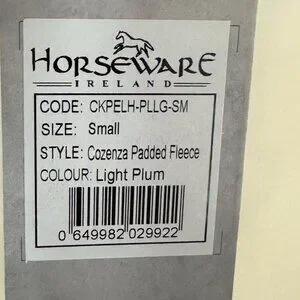 HORSEWARE
IRELAND
CODE: CKPELH-PLLG-SM
SIZE: Small
STYLE: Cozenza Padded Fleece
COLOUR: Light Plum
0 649982 029922